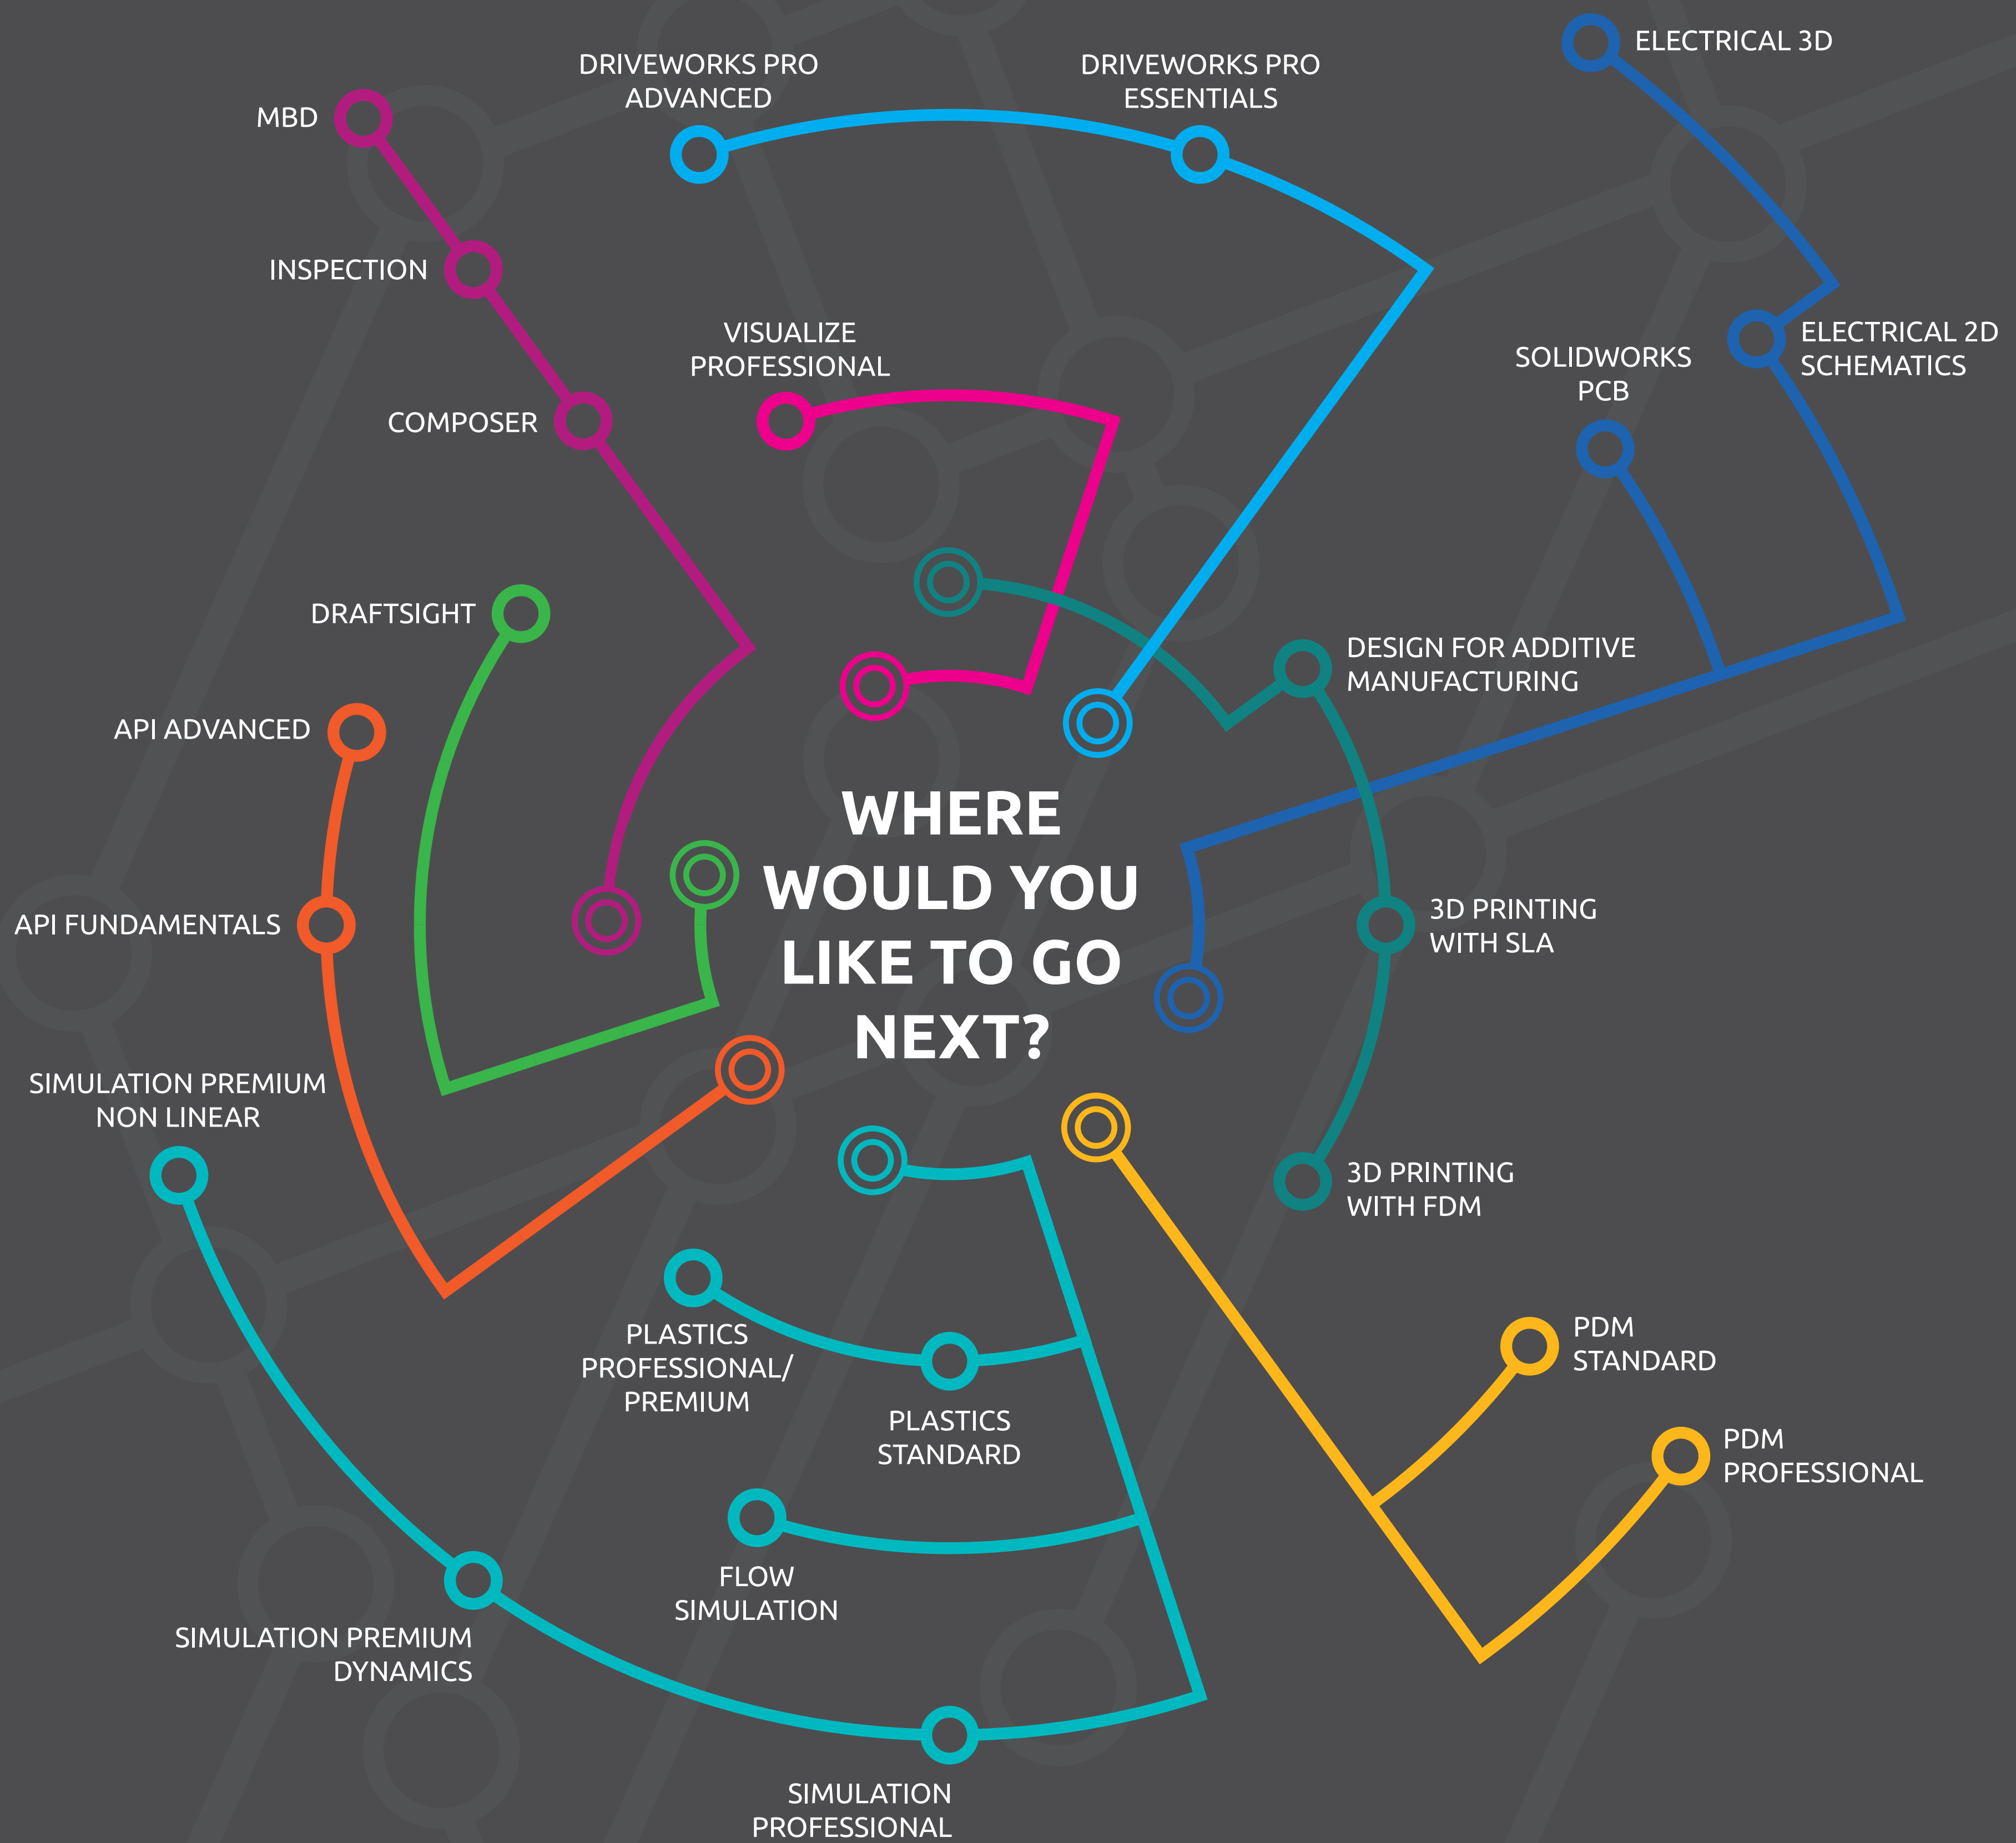 ELECTRICAL 3D
DRIVEWORKS PRO
ADVANCED
DRIVEWORKS PRO
ESSENTIALS
MBD
INSPECTION
VISUALIZE
PROFESSIONAL
ELECTRICAL 2D
SCHEMATICS
SOLIDWORKS
PCB
COMPOSER
DRAFTSIGHT
DESIGN FOR ADDITIVE
MANUFACTURING
API ADVANCED
WHERE
WOULD YOU
LIKE TO GO
NEXT?
API FUNDAMENTALS
3D PRINTING
WITH SLA
SIMULATION PREMIUM
NON LINEAR
3D PRINTING
WITH FDM
PLASTICS
PROFESSIONAL/
PREMIUM
PDM
STANDARD
PLASTICS
STANDARD
PDM
PROFESSIONAL
FLOW
SIMULATION
SIMULATION PREMIUM
DYNAMICS
SIMULATION
PROFESSIONAL